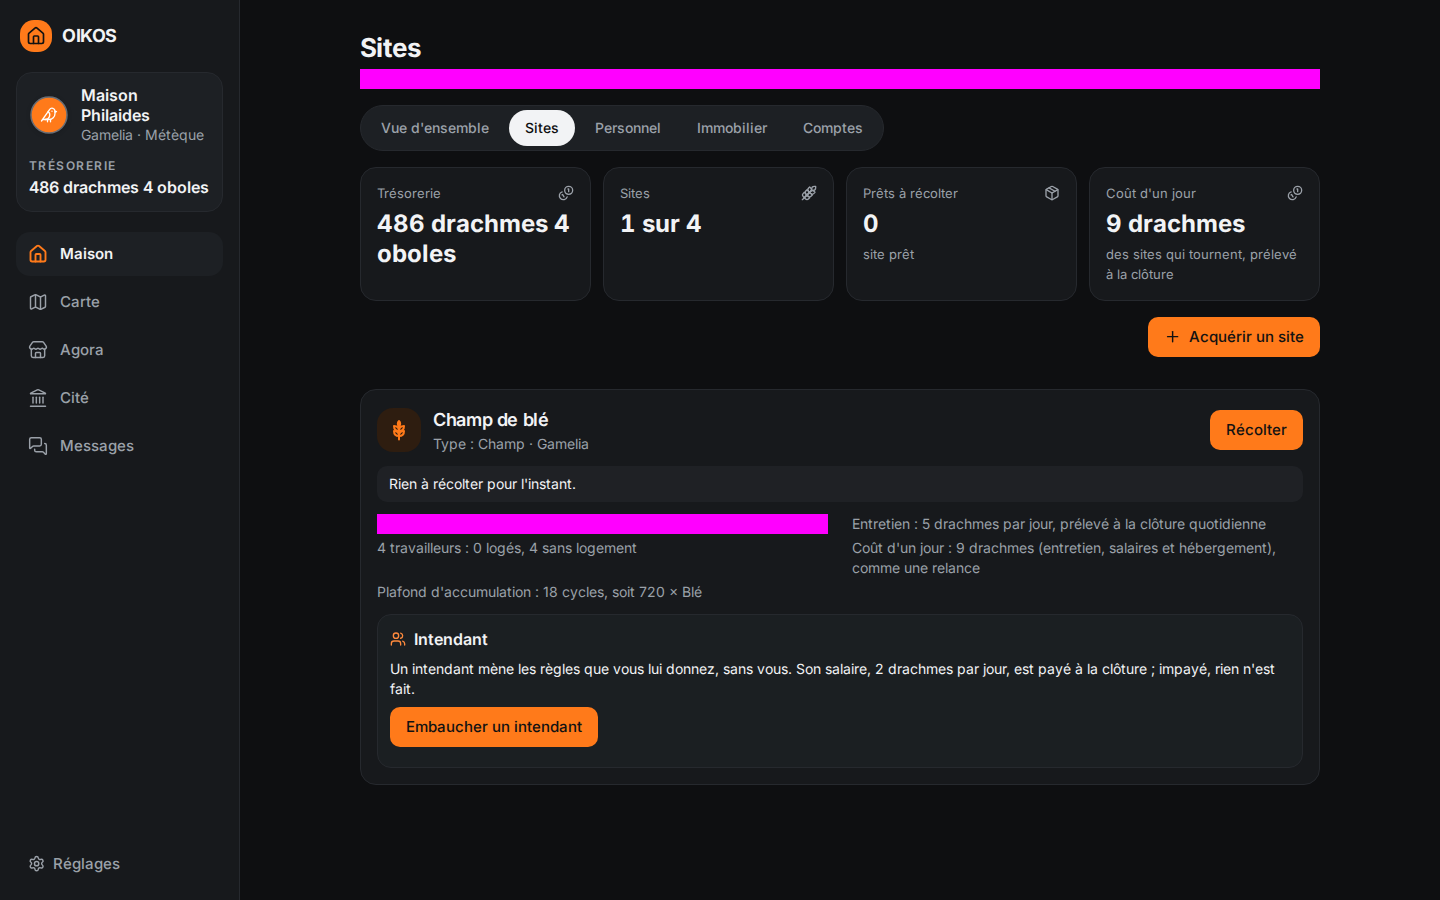 OIKOS
Maison
Philaides
Gamelia · Métèque
TRÉSORERIE
486 drachmes 4 oboles
Maison
Carte
Agora
Cité
Messages
Réglages
Sites
Vue d'ensemble
Sites
Personnel
Immobilier
Comptes
Trésorerie
486 drachmes 4
oboles
Sites
1 sur 4
Prêts à récolter
0
site prêt
Coût d'un jour
9 drachmes
des sites qui tournent, prélevé
à la clôture
Acquérir un site
Champ de blé
Type : Champ · Gamelia
Récolter
Rien à récolter pour l'instant.
Entretien : 5 drachmes par jour, prélevé à la clôture quotidienne
4 travailleurs : 0 logés, 4 sans logement
Coût d'un jour : 9 drachmes (entretien, salaires et hébergement),
comme une relance
Plafond d'accumulation : 18 cycles, soit 720 × Blé
Intendant
Un intendant mène les règles que vous lui donnez, sans vous. Son salaire, 2 drachmes par jour, est payé à la clôture ; impayé, rien n'est
fait.
Embaucher un intendant